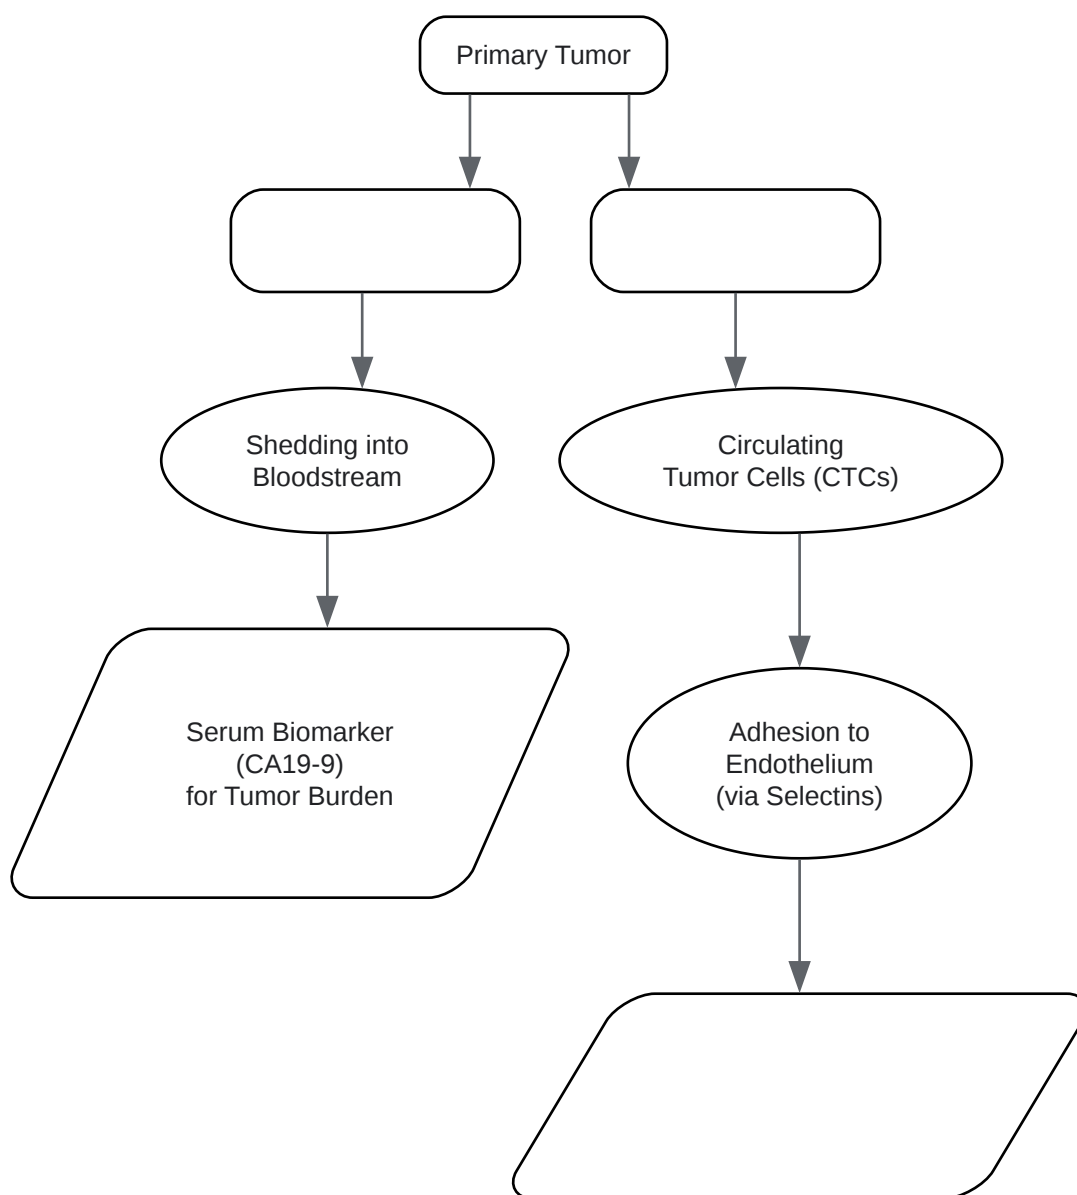 Primary Tumor
Shedding into
Bloodstream
Circulating
Tumor Cells (CTCs)
Serum Biomarker
(CA19-9)
for Tumor Burden
Adhesion to
Endothelium
(via Selectins)